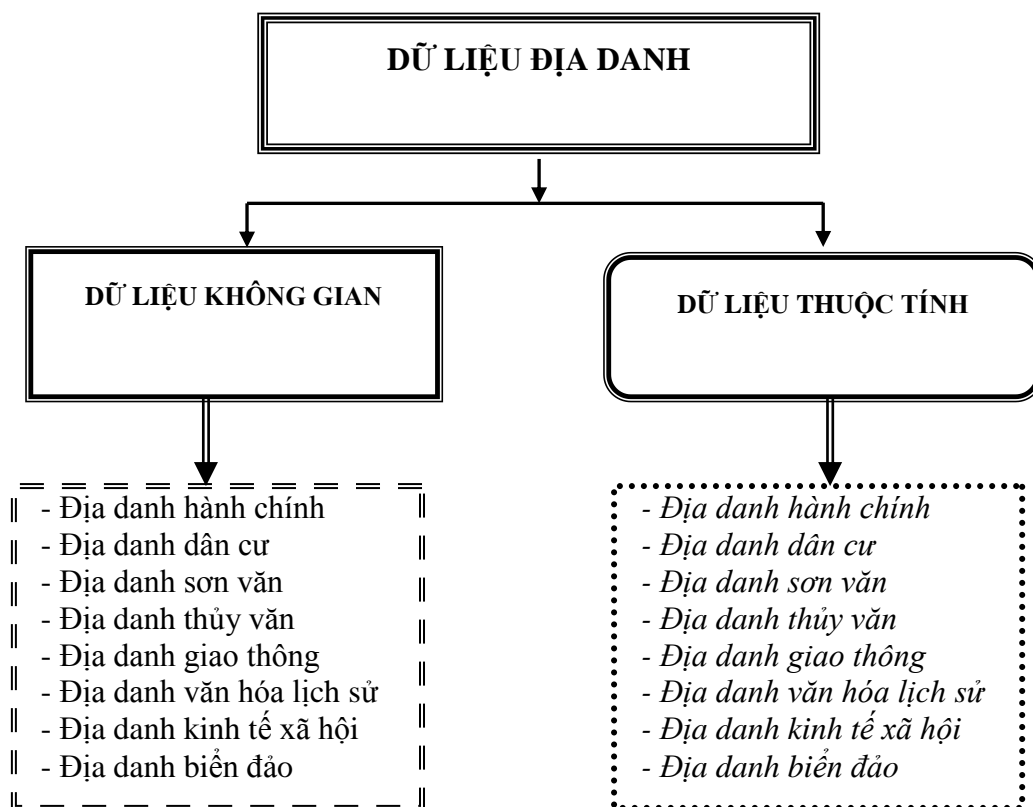 DỮ LIỆU ĐỊA DANH
DỮ LIỆU KHÔNG GIAN
DỮ LIỆU THUỘC TÍNH
- Địa danh hành chính
- Địa danh dân cư
- Địa danh sơn văn
- Địa danh thủy văn
- Địa danh giao thông
- Địa danh văn hóa lịch sử
- Địa danh kinh tế xã hội
- Địa danh biển đảo
- Địa danh hành chính
- Địa danh dân cư
- Địa danh sơn văn
- Địa danh thủy văn
- Địa danh giao thông
- Địa danh văn hóa lịch sử
- Địa danh kinh tế xã hội
- Địa danh biển đảo